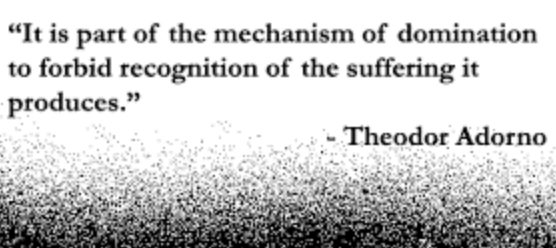 “It is part of the mechanism of domination
to forbid recognition of the suffering it
produces.”
- Theodor Adorno